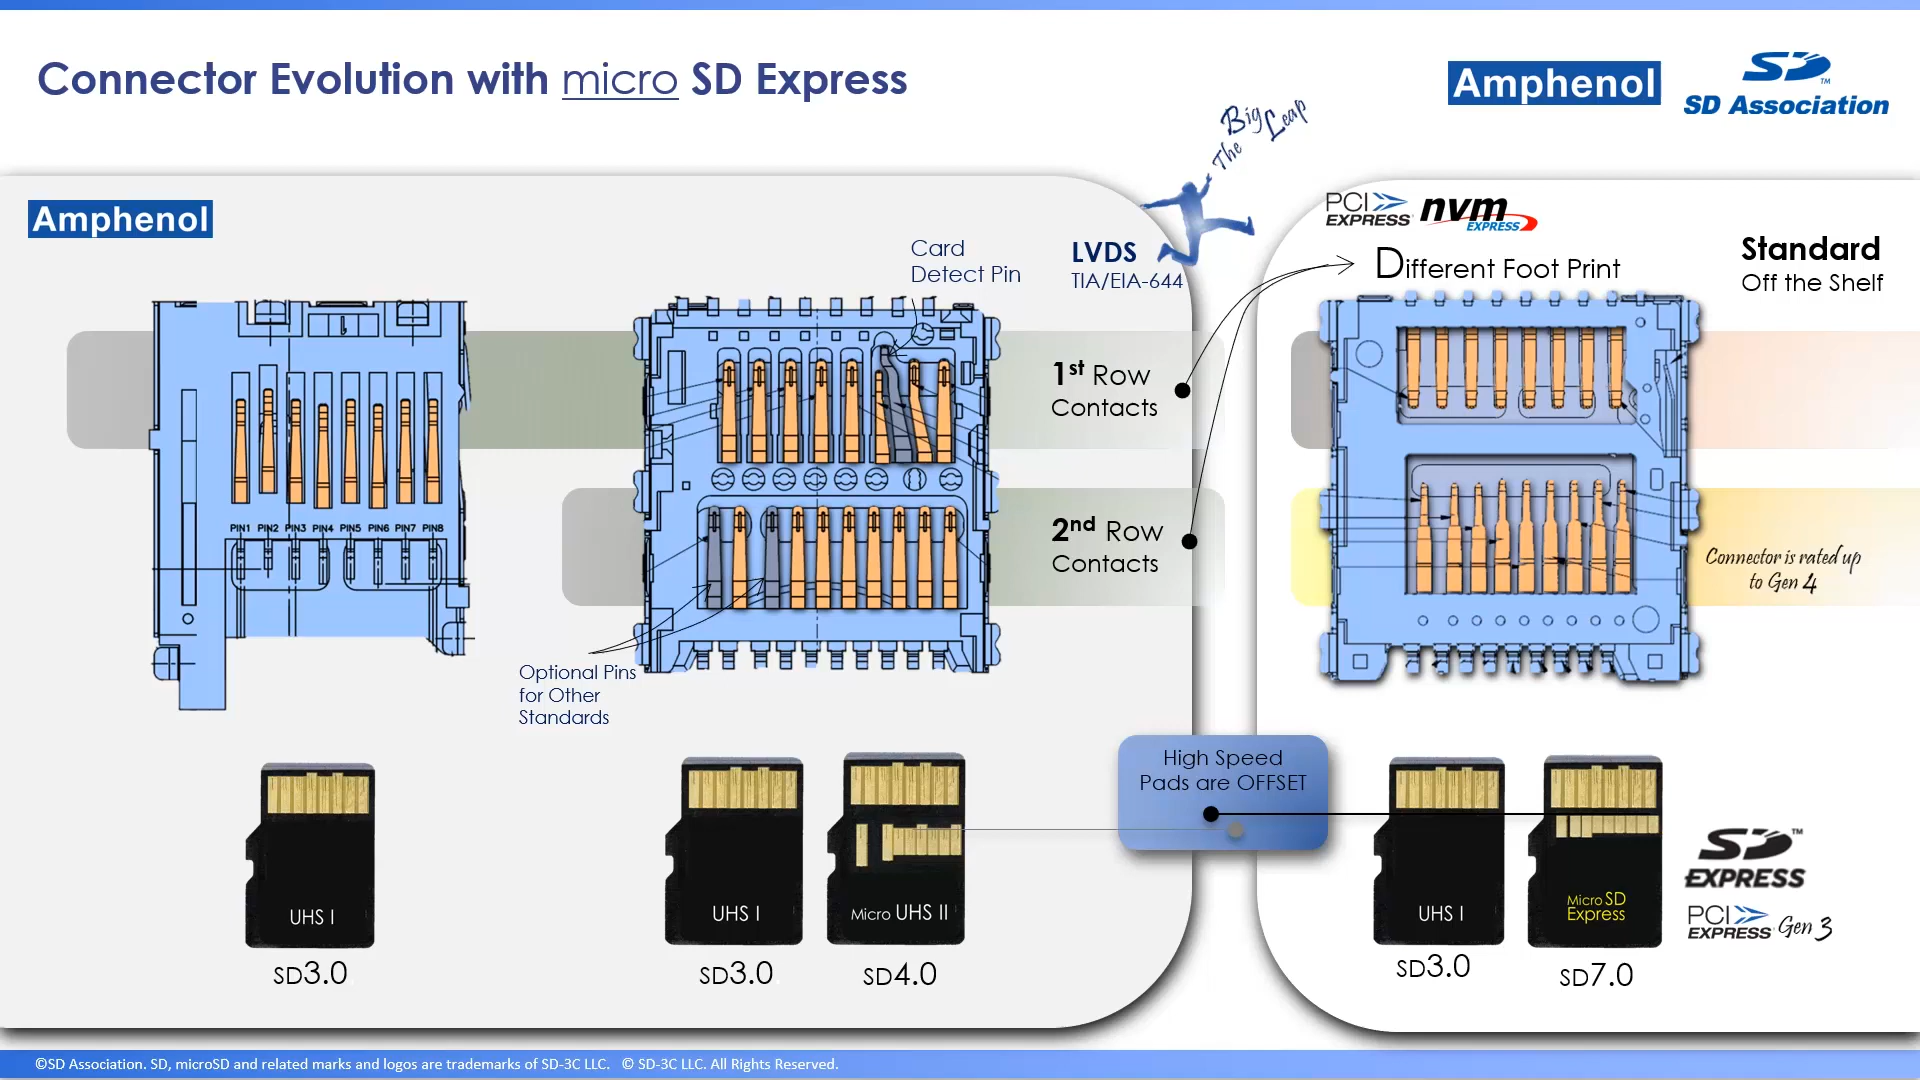 Connector Evolution with micro SD Express
Amphenol
SD
™
SD Association
The Big Leap
Amphenol
Card
Detect Pin
LVDS
TIA/EIA-644
PCI
EXPRESS
nvm
EXPRESS
Different Foot Print
Standard
Off the Shelf
1st Row
Contacts
2nd Row
Contacts
PIN1 PIN2 PIN3 PIN4 PIN5 PIN6 PIN7 PIN8
Connector is rated up
to Gen 4
Optional Pins
for Other
Standards
High Speed
Pads are OFFSET
UHS I
UHS I
Micro UHS II
UHS I
Micro SD
Express
SD
™
EXPRESS
PCI
EXPRESS Gen 3
SD3.0
SD3.0
SD4.0
SD3.0
SD7.0
©SD Association. SD, microSD and related marks and logos are trademarks of SD-3C LLC. © SD-3C LLC. All Rights Reserved.